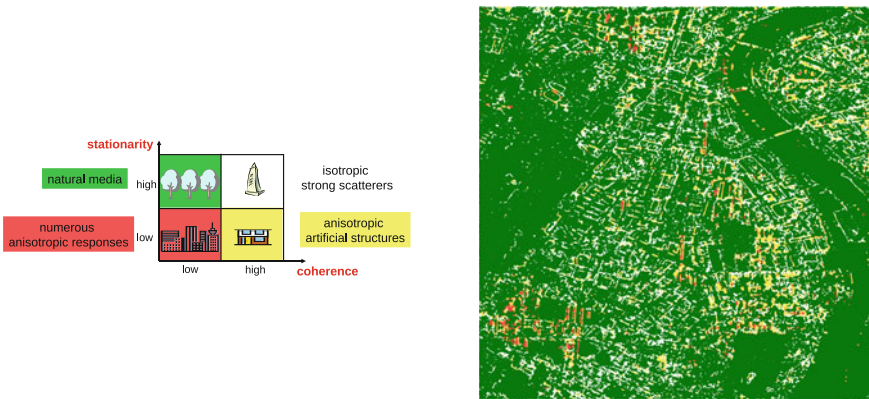 stationarity
natural media
high
isotropic
strong scatterers
numerous
anisotropic responses
low
anisotropic
artificial structures
low
high
coherence